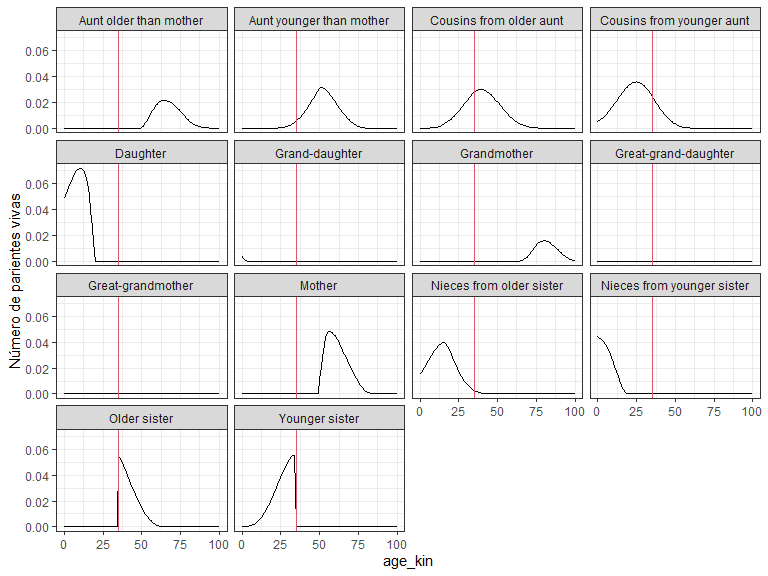 Aunt older than mother Aunt younger than mother Cousins from older aunt Cousins from younger aunt
0.06
0.04
0.02
0.00
Daughter Grand-daughter Grandmother Great-grand-daughter
0.06
0.04
0.02
0.00
Great-grandmother Mother Nieces from older sister Nieces from younger sister
0.06
0.04
0.02
0.00
0 25 50 75 100 0 25 50 75 100
Older sister Younger sister
0.06
0.04
0.02
0.00
0 25 50 75 100 0 25 50 75 100
age_kin
Número de parientes vivas